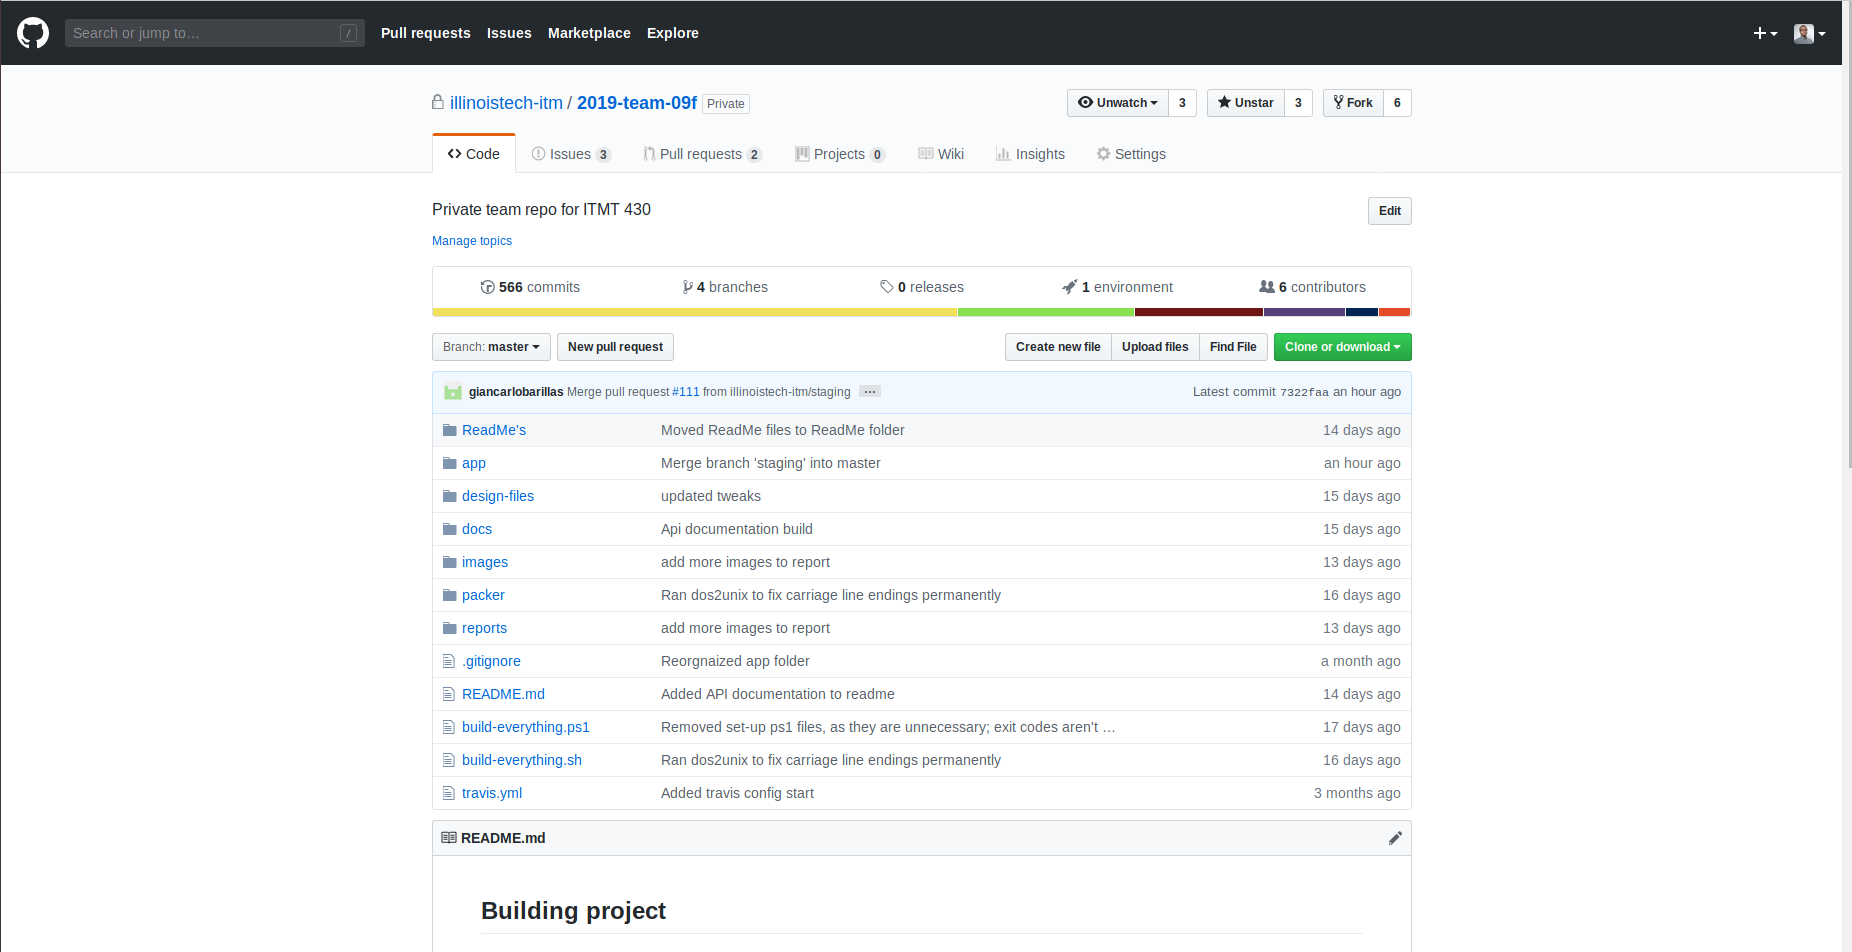 Search or jump to… / Pull requests Issues Marketplace Explore
illinoistech-itm / 2019-team-09f Private Unwatch 3 Unstar 3 Fork 6
Code Issues 3 Pull requests 2 Projects 0 Wiki Insights Settings
Private team repo for ITMT 430 Edit
Manage topics
566 commits 4 branches 0 releases 1 environment 6 contributors
Branch: master New pull request Create new file Upload files Find File Clone or download
giancarlobarillas Merge pull request #111 from illinoistech-itm/staging … Latest commit 7322faa an hour ago
ReadMe's Moved ReadMe files to ReadMe folder 14 days ago
app Merge branch 'staging' into master an hour ago
design-files updated tweaks 15 days ago
docs Api documentation build 15 days ago
images add more images to report 13 days ago
packer Ran dos2unix to fix carriage line endings permanently 16 days ago
reports add more images to report 13 days ago
.gitignore Reorgnaized app folder a month ago
README.md Added API documentation to readme 14 days ago
build-everything.ps1 Removed set-up ps1 files, as they are unnecessary; exit codes aren't … 17 days ago
build-everything.sh Ran dos2unix to fix carriage line endings permanently 16 days ago
travis.yml Added travis config start 3 months ago
README.md
Building project